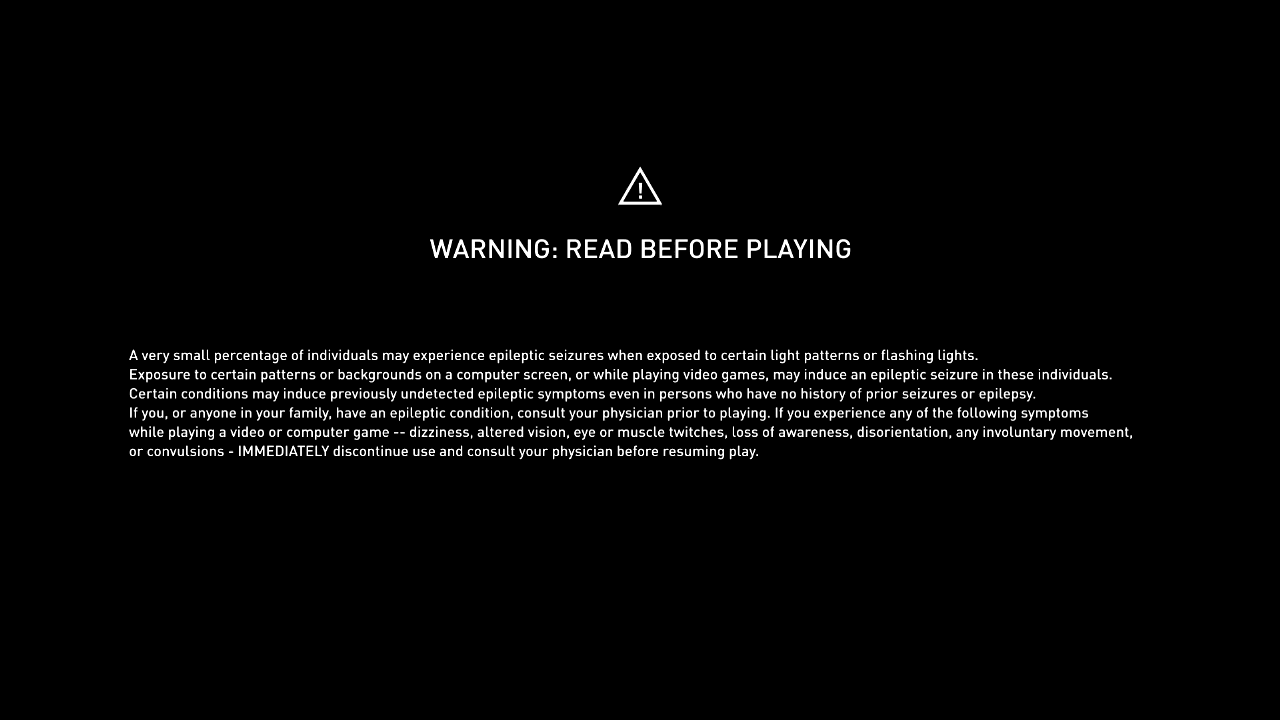 WARNING: READ BEFORE PLAYING
A very small percentage of individuals may experience epileptic seizures when exposed to certain light patterns or flashing lights.
Exposure to certain patterns or backgrounds on a computer screen, or while playing video games, may induce an epileptic seizure in these individuals.
Certain conditions may induce previously undetected epileptic symptoms even in persons who have no history of prior seizures or epilepsy.
If you, or anyone in your family, have an epileptic condition, consult your physician prior to playing. If you experience any of the following symptoms
while playing a video or computer game -- dizziness, altered vision, eye or muscle twitches, loss of awareness, disorientation, any involuntary movement,
or convulsions - IMMEDIATELY discontinue use and consult your physician before resuming play.